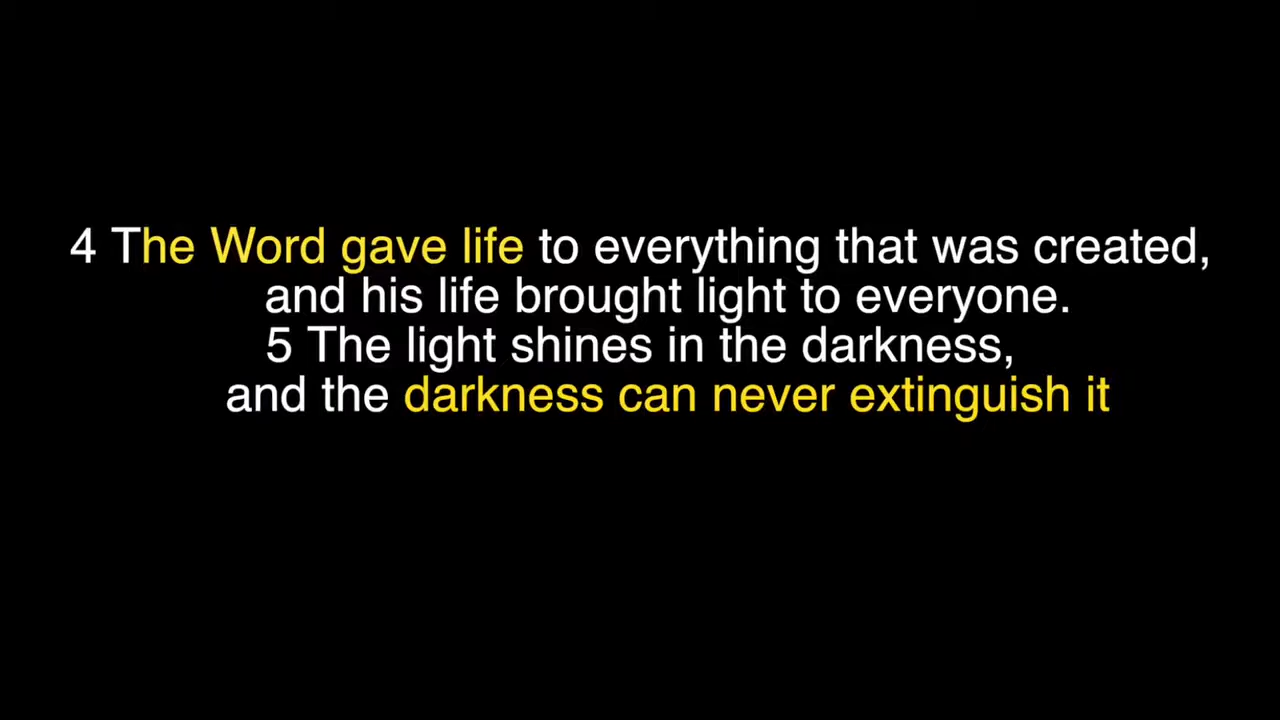 4 The Word gave life to everything that was created,
and his life brought light to everyone.
5 The light shines in the darkness,
and the darkness can never extinguish it